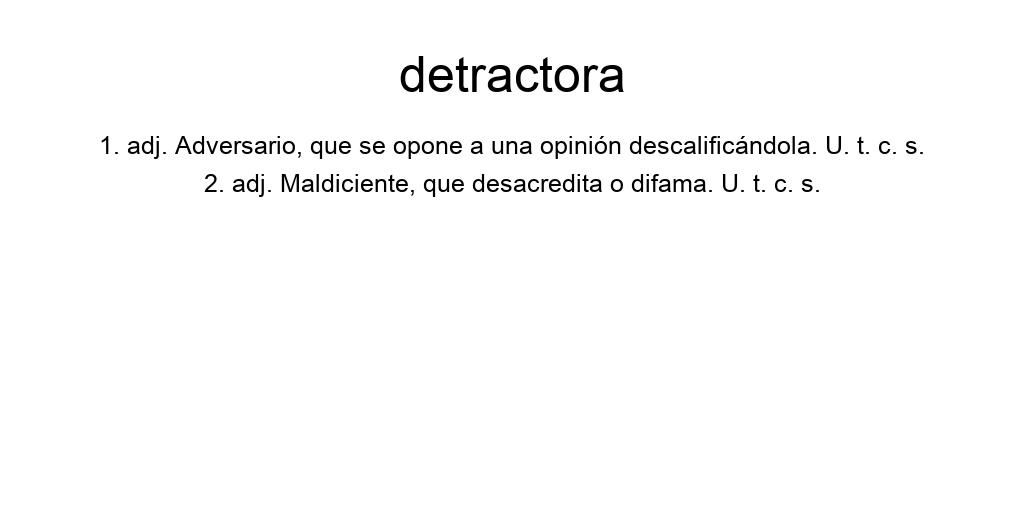 detractora
1. adj. Adversario, que se opone a una opinión descalificándola. U. t. c. s.
2. adj. Maldiciente, que desacredita o difama. U. t. c. s.